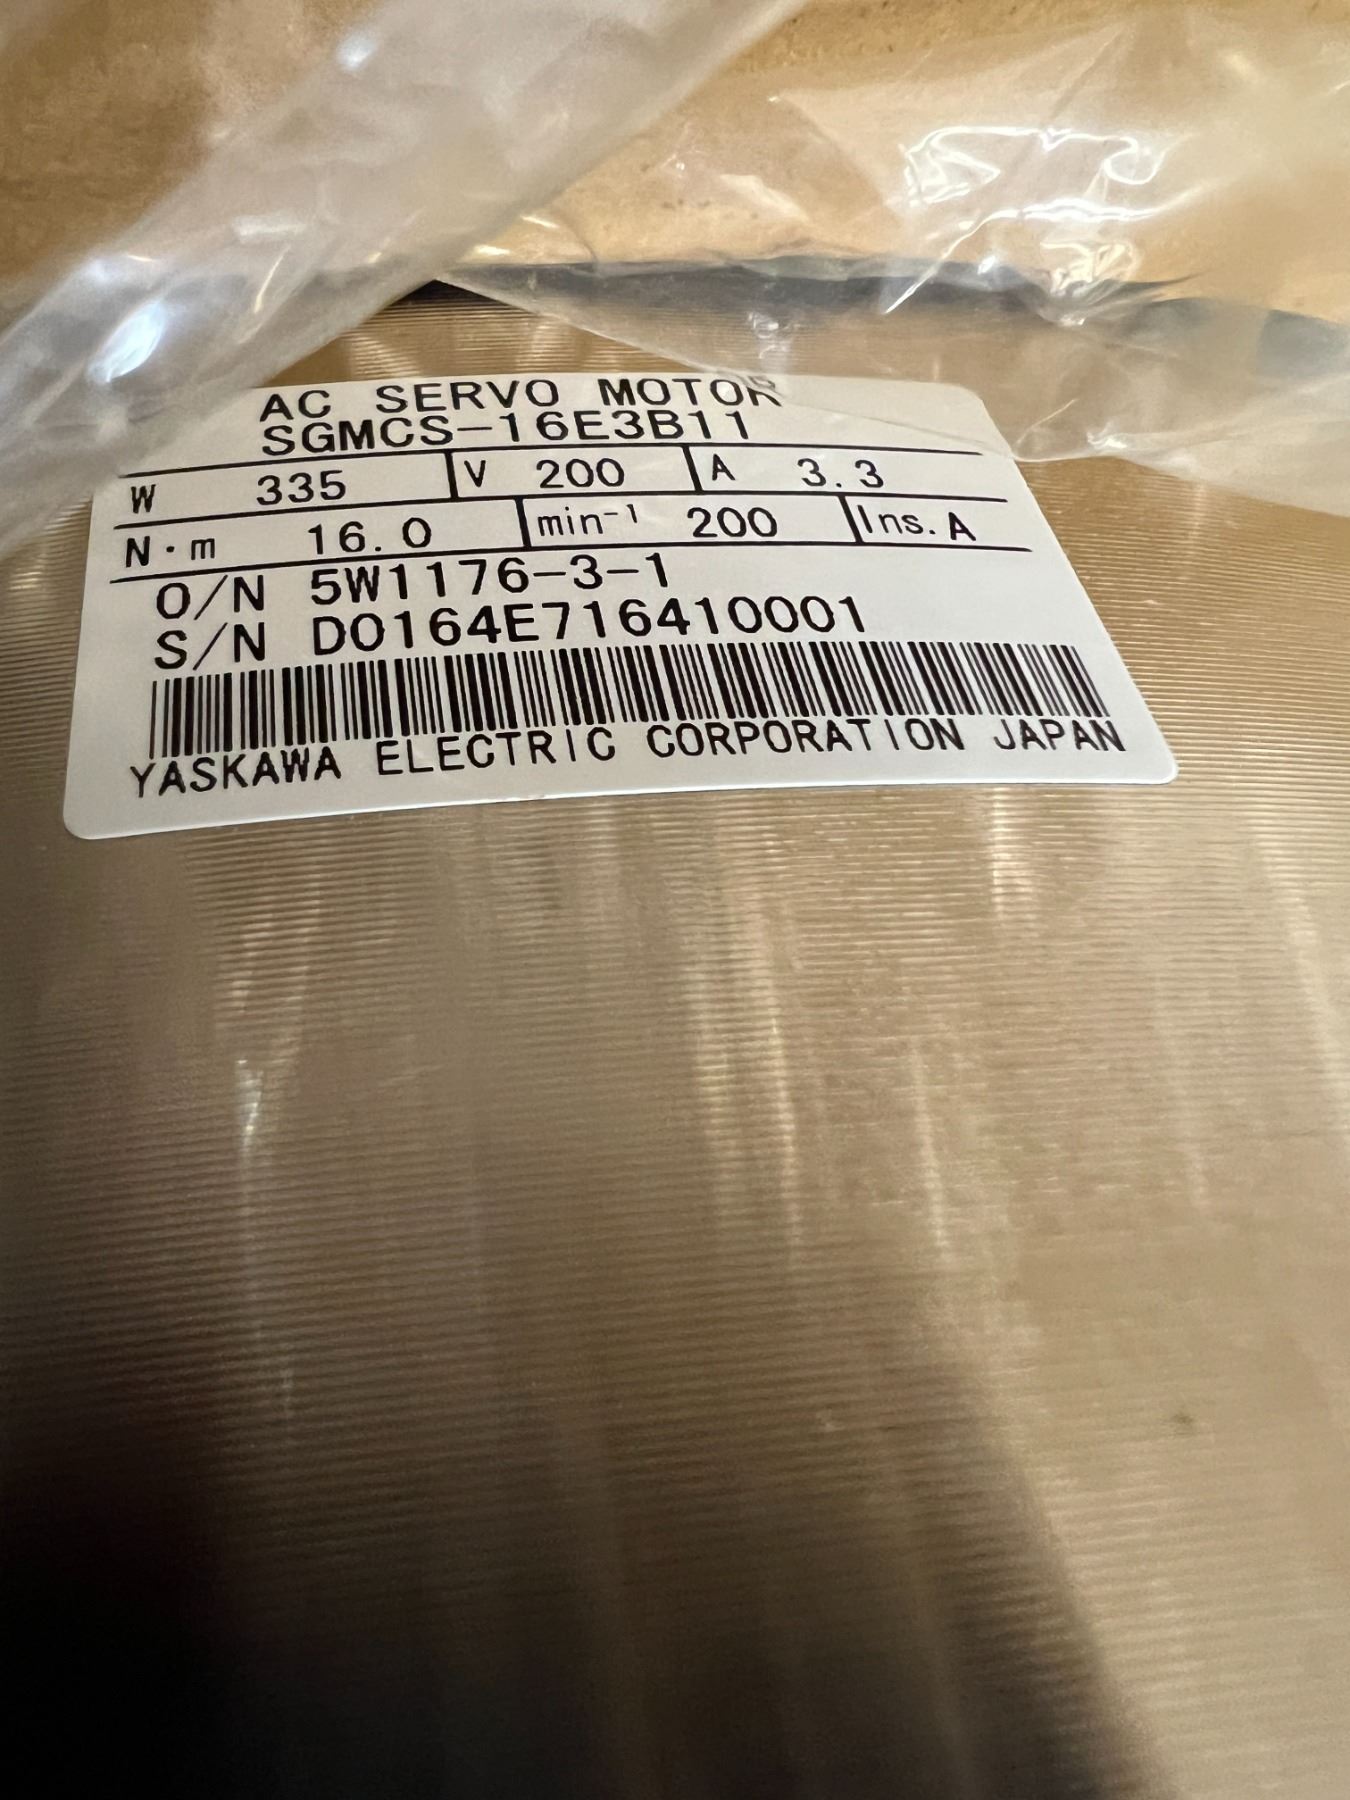 AC SERVO MOTOR
SGMCS-16E3B11
W 335 V 200 A 3.3
N·m 16.0 min⁻¹ 200 Ins. A
O/N 5W1176-3-1
S/N D0164E716410001
YASKAWA ELECTRIC CORPORATION JAPAN